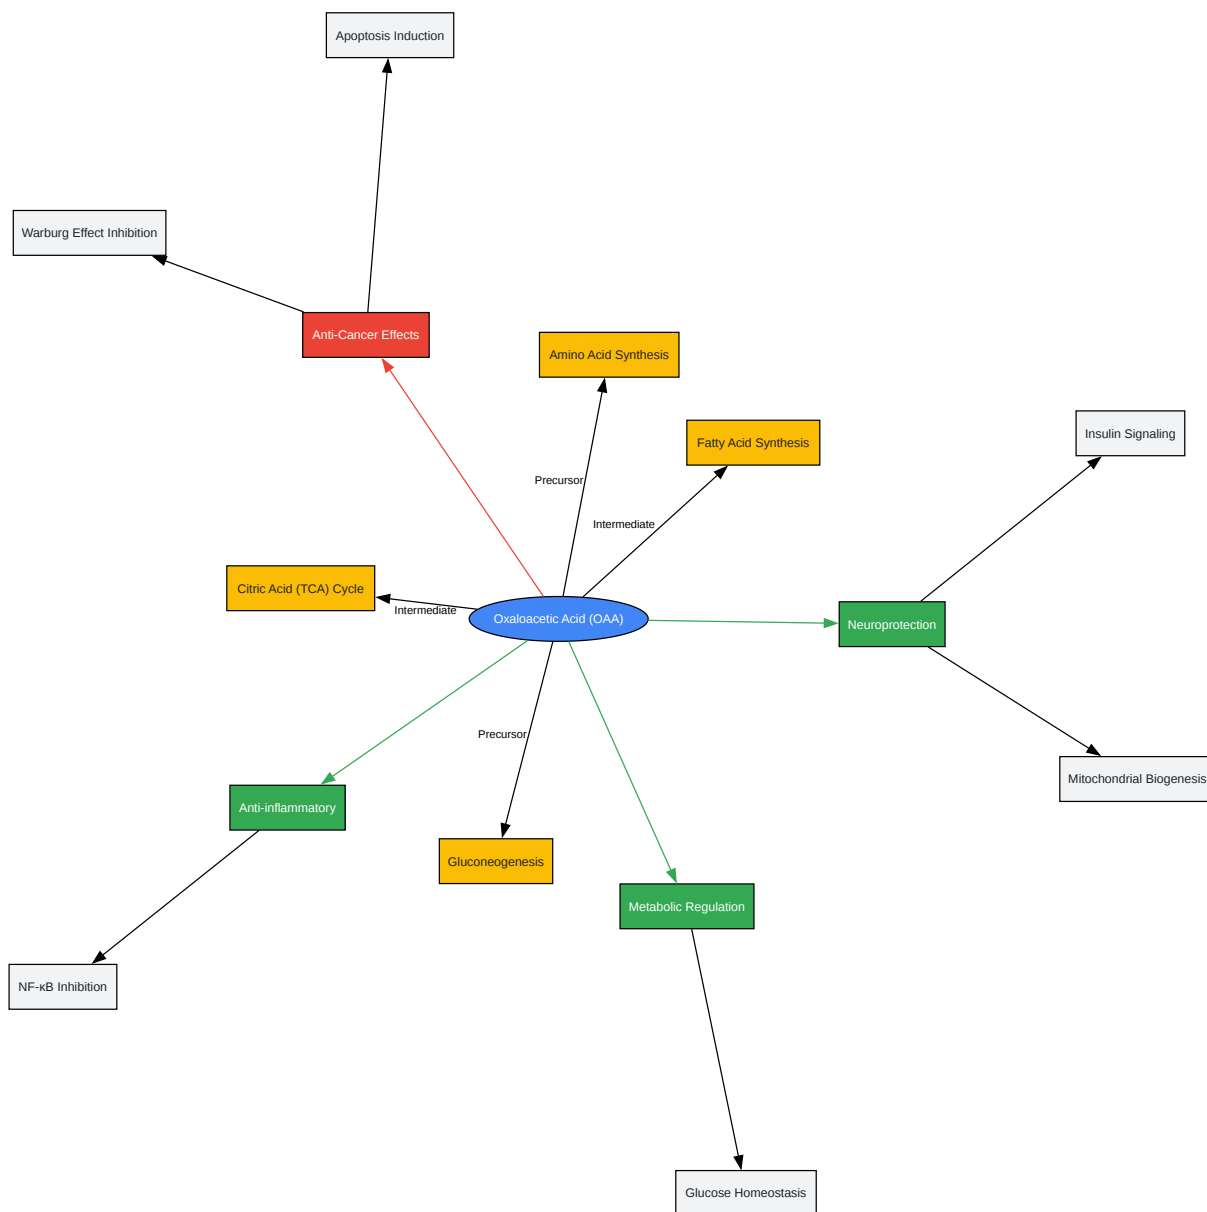 Apoptosis Induction
Warburg Effect Inhibition
Anti-Cancer Effects
Amino Acid Synthesis
Insulin Signaling
Fatty Acid Synthesis
Precursor
Intermediate
Citric Acid (TCA) Cycle
Intermediate
Oxaloacetic Acid (OAA)
Neuroprotection
Precursor
Mitochondrial Biogenesis
Anti-inflammatory
Gluconeogenesis
Metabolic Regulation
NF-κB Inhibition
Glucose Homeostasis